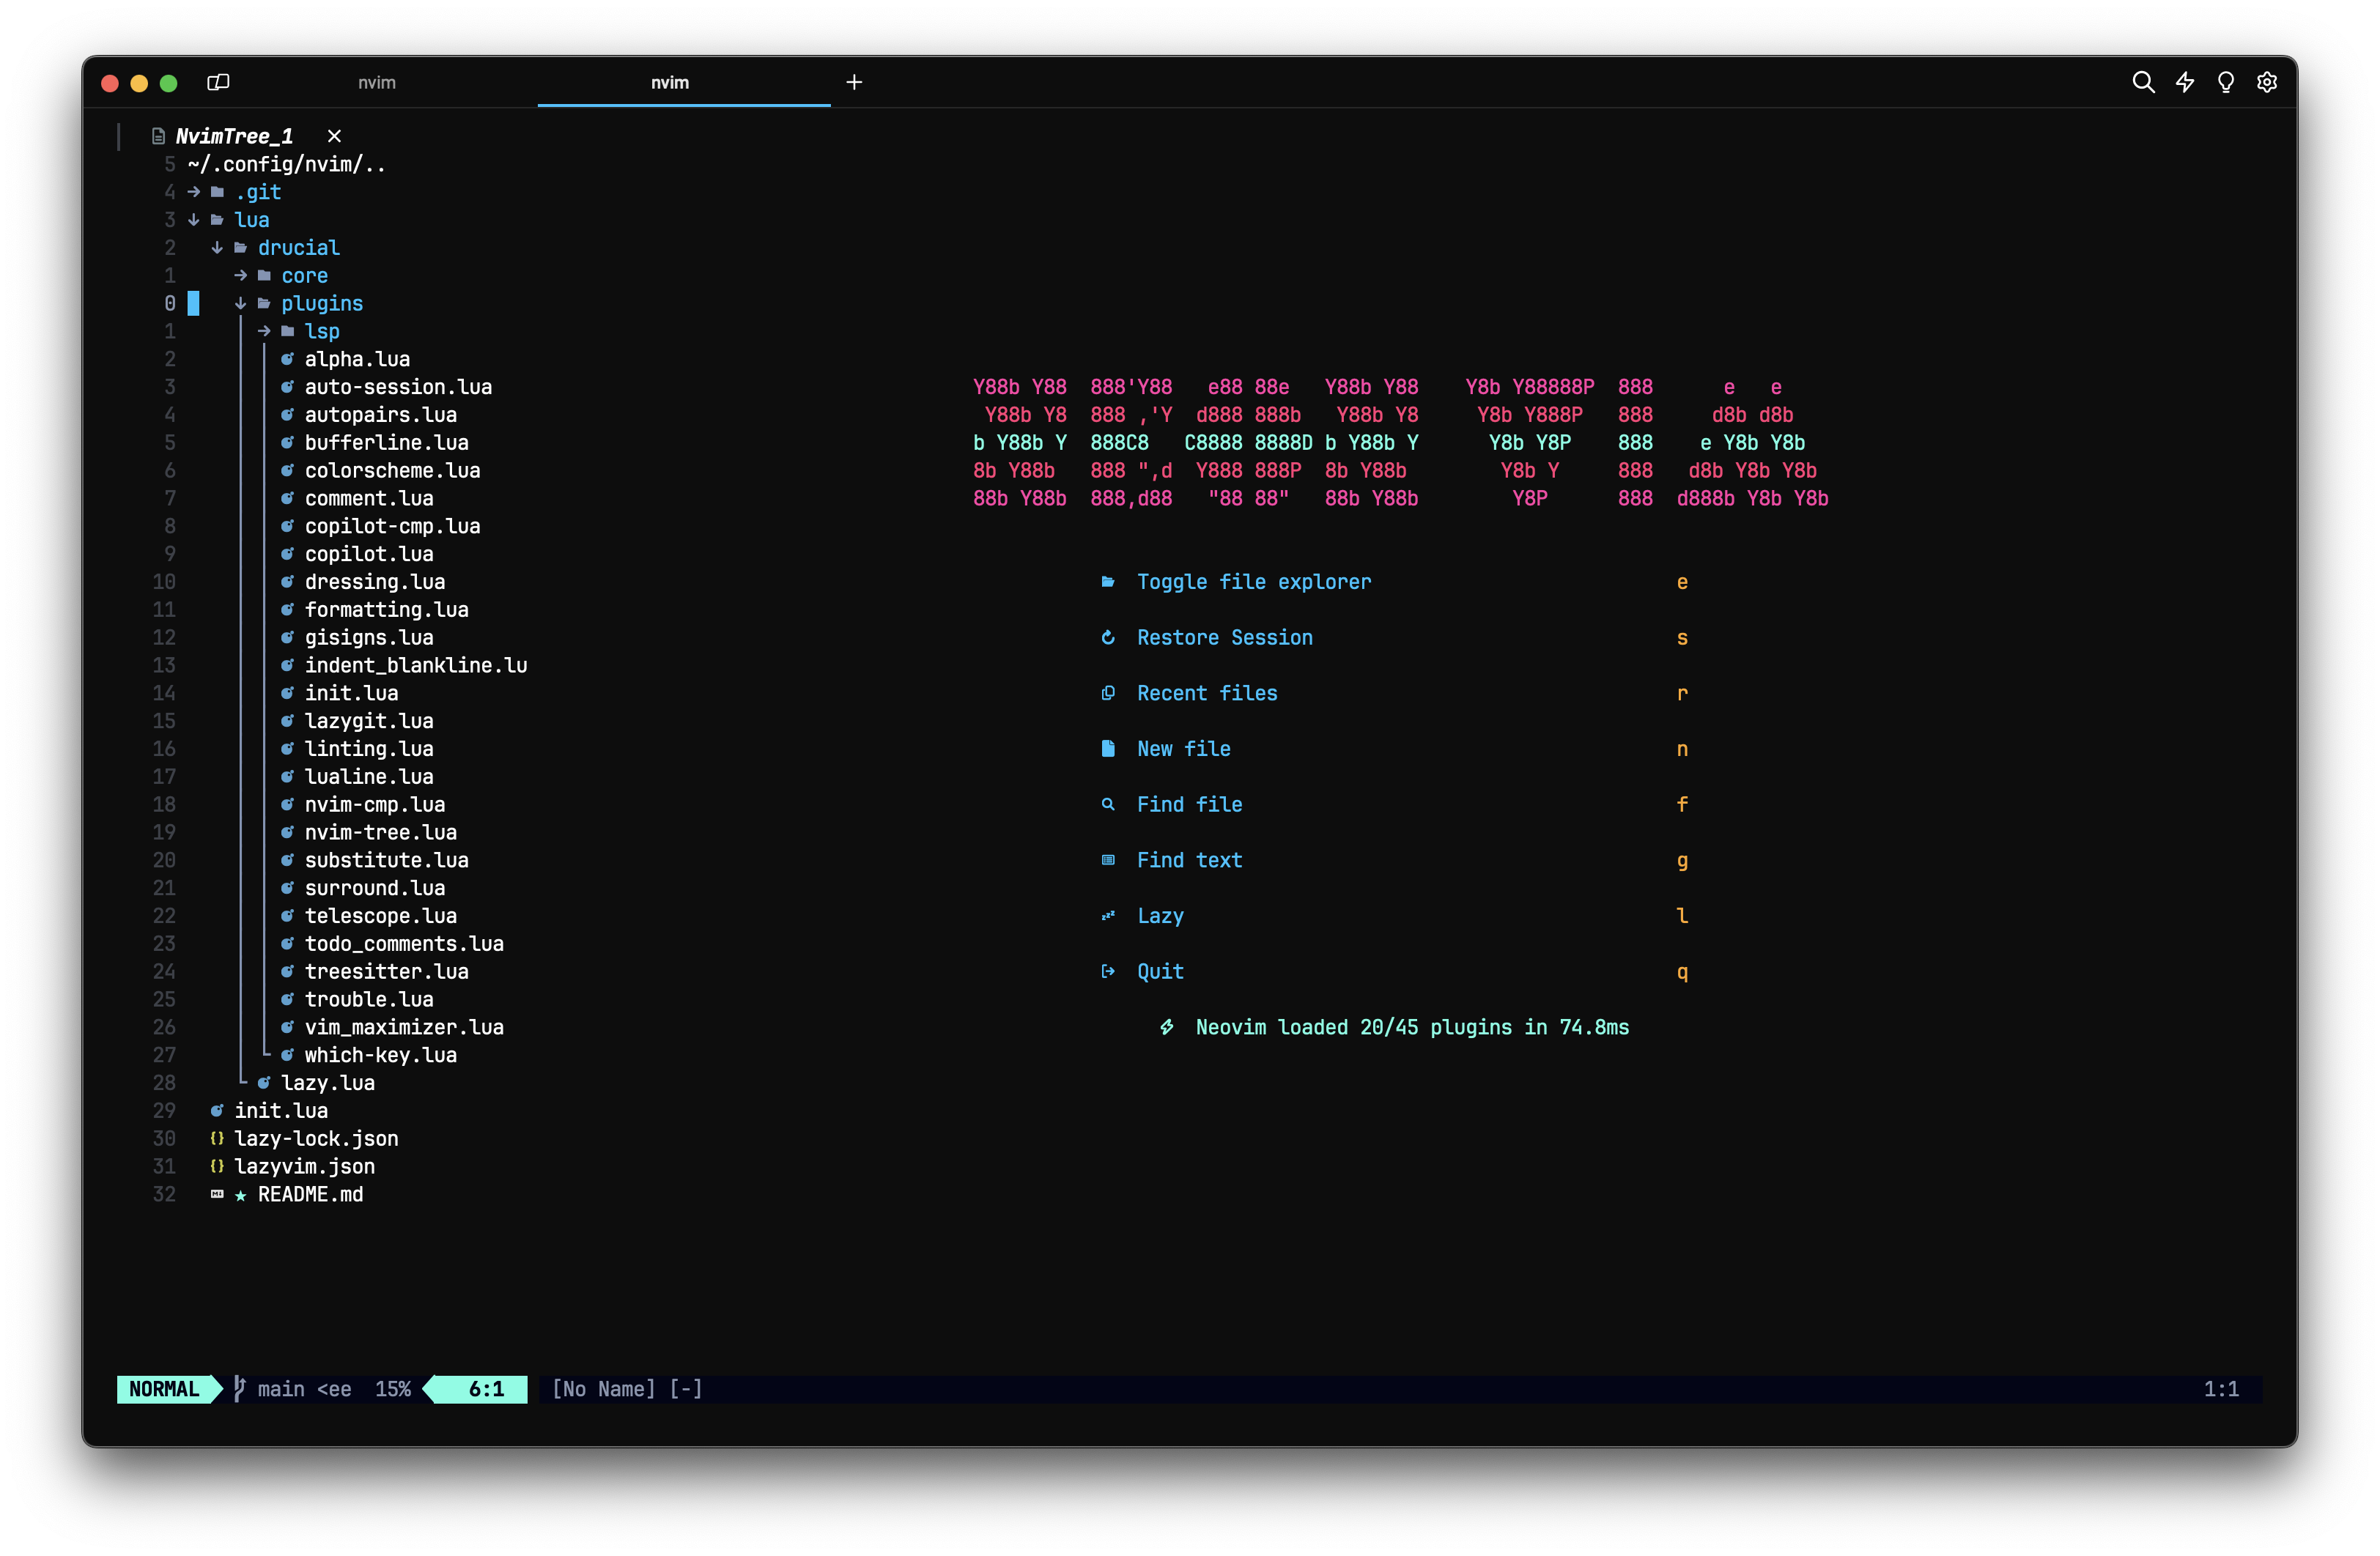 nvim nvim +
NvimTree_1 ×
5 ~/.config/nvim/..
4 → .git
3 ↓ lua
2 ↓ drucial
1 → core
0 ↓ plugins
1 → lsp
2 alpha.lua
3 auto-session.lua
4 autopairs.lua
5 bufferline.lua
6 colorscheme.lua
7 comment.lua
8 copilot-cmp.lua
9 copilot.lua
10 dressing.lua
11 formatting.lua
12 gisigns.lua
13 indent_blankline.lu
14 init.lua
15 lazygit.lua
16 linting.lua
17 lualine.lua
18 nvim-cmp.lua
19 nvim-tree.lua
20 substitute.lua
21 surround.lua
22 telescope.lua
23 todo_comments.lua
24 treesitter.lua
25 trouble.lua
26 vim_maximizer.lua
27 which-key.lua
28 lazy.lua
29 init.lua
30 {} lazy-lock.json
31 {} lazyvim.json
32 ★ README.md
Y88b Y88  888'Y88   e88 88e   Y88b Y88    Y8b Y88888P  888      e   e
 Y88b Y8  888 ,'Y  d888 888b   Y88b Y8     Y8b Y888P   888     d8b d8b
b Y88b Y  888C8   C8888 8888D b Y88b Y      Y8b Y8P    888    e Y8b Y8b
8b Y88b   888 ",d  Y888 888P  8b Y88b        Y8b Y     888   d8b Y8b Y8b
88b Y88b  888,d88   "88 88"   88b Y88b        Y8P      888  d888b Y8b Y8b
Toggle file explorer e
Restore Session s
Recent files r
New file n
Find file f
Find text g
Lazy l
Quit q
Neovim loaded 20/45 plugins in 74.8ms
NORMAL main <ee 15% 6:1 [No Name] [-] 1:1